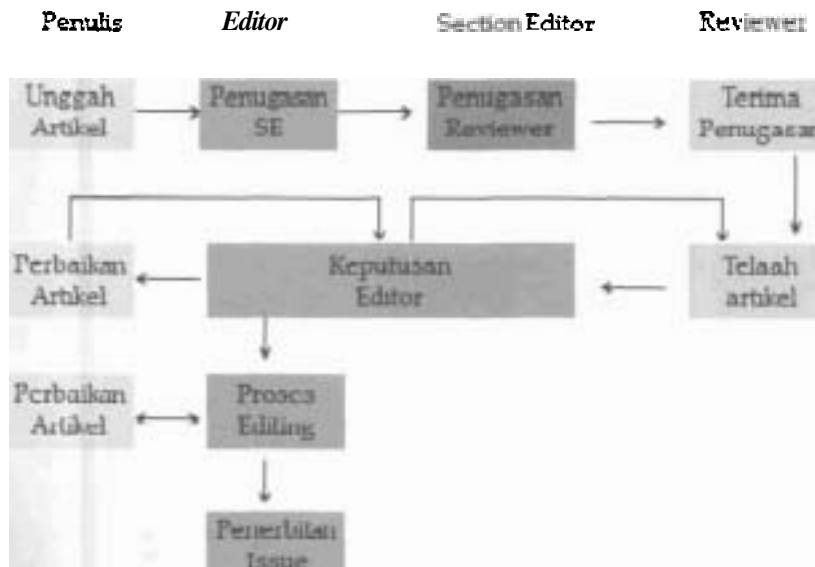 Penulis Editor Section Editor Reviewer
Unggah Penugasan Penugasan Terima
Artikel SE Reviewer Penugasan
Perbaikan Keputusan Telaah
Artikel Editor artikel
Perbaikan Proses
Artikel Editing
Penerbitan
Issue